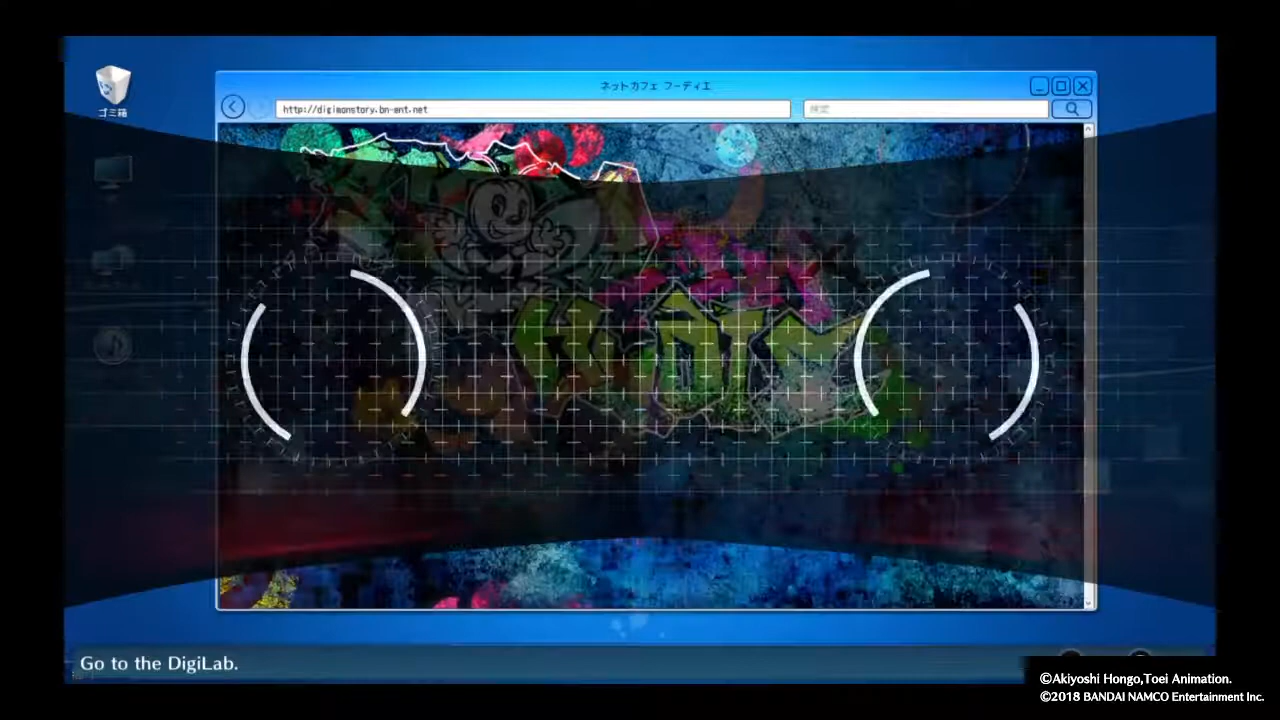 ネットカフェ フーディエ
http://digimonstory.bn-ent.net
検索
ゴミ箱
Go to the DigiLab.
©Akiyoshi Hongo,Toei Animation.
©2018 BANDAI NAMCO Entertainment Inc.